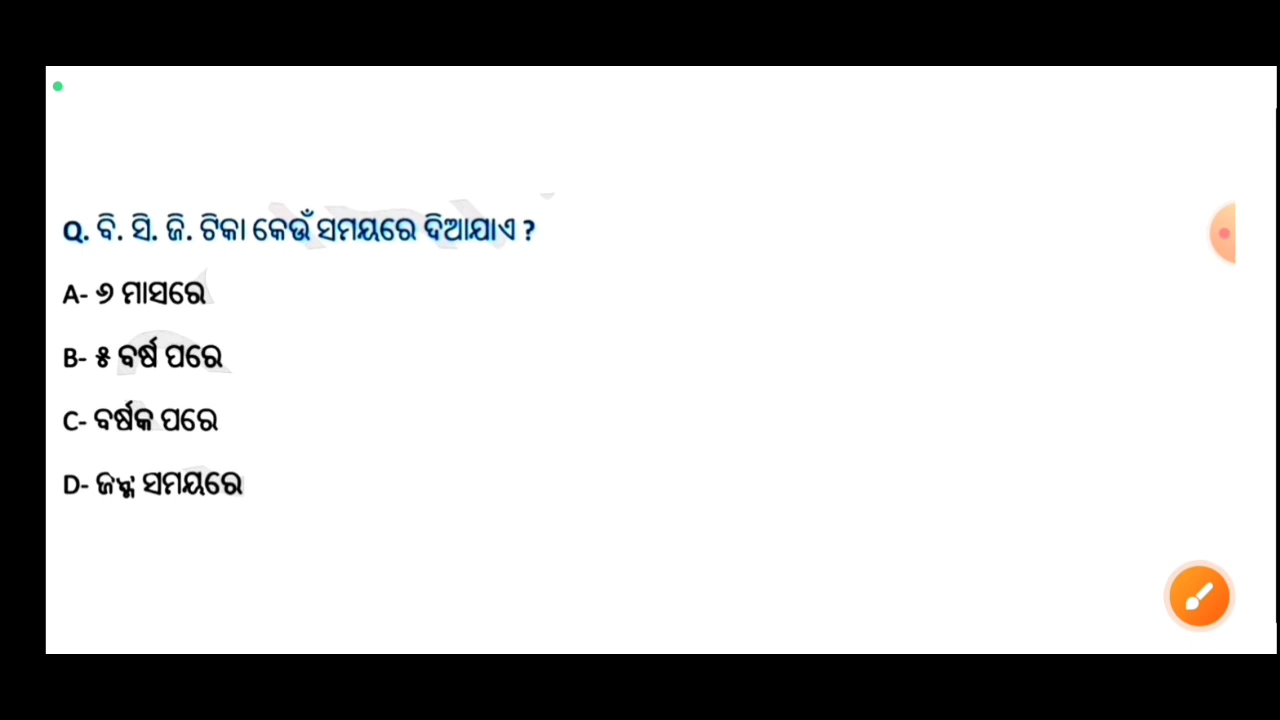 Q. ବି. ସି. ଜି. ଟିକା କେଉଁ ସମୟରେ ଦିଆଯାଏ ?
A- ୬ ମାସରେ
B- ୫ ବର୍ଷ ପରେ
C- ବର୍ଷକ ପରେ
D- ଜନ୍ମ ସମୟରେ